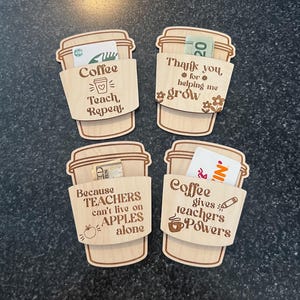 Coffee
Teach
Repeat
20
Thank you
for
helping me
grow
Because
TEACHERS
can't live on
APPLES
alone
Coffee
gives
teachers
Powers